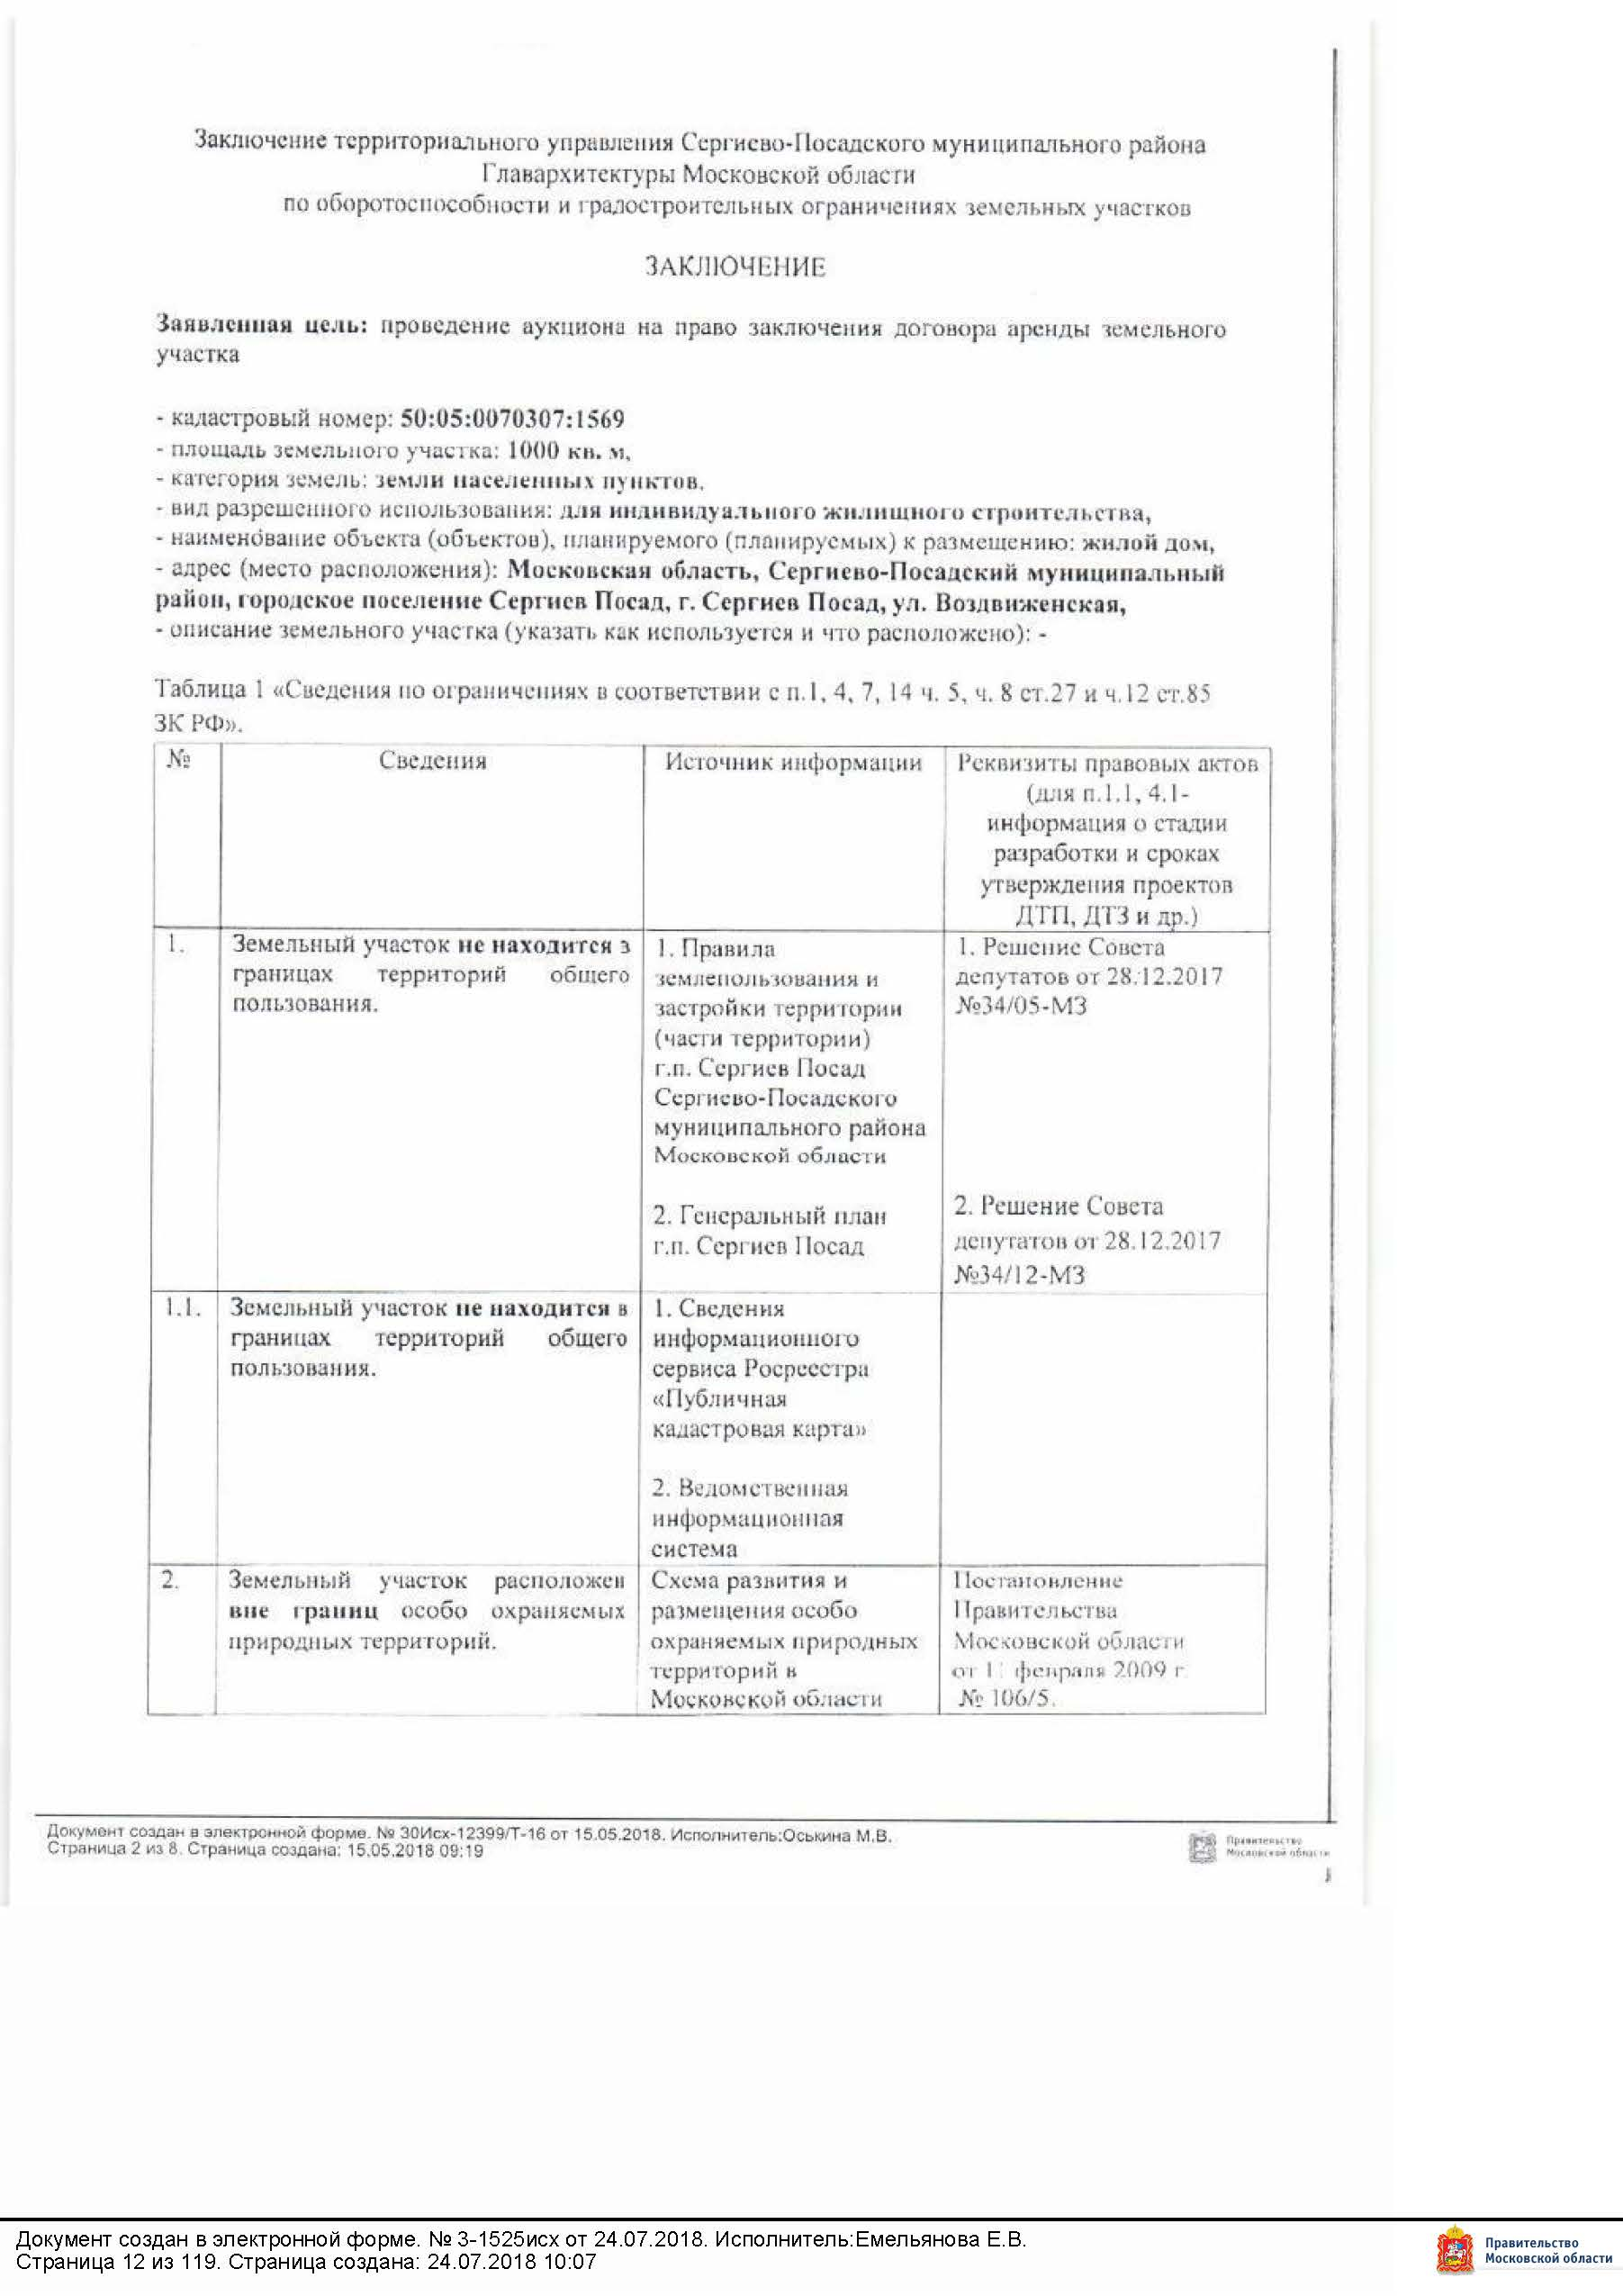 Заключение территориального управления Сергиево-Посадского муниципального района
Главархитектуры Московской области
по оборотоспособности и градостроительных ограничениях земельных участков
ЗАКЛЮЧЕНИЕ
Заявленная цель: проведение аукциона на право заключения договора аренды земельного
участка
- кадастровый номер: 50:05:0070307:1569
- площадь земельного участка: 1000 кв. м,
- категория земель: земли населенных пунктов,
- вид разрешенного использования: для индивидуального жилищного строительства,
- наименование объекта (объектов), планируемого (планируемых) к размещению: жилой дом,
- адрес (место расположения): Московская область, Сергиево-Посадский муниципальный
район, городское поселение Сергиев Посад, г. Сергиев Посад, ул. Воздвиженская,
- описание земельного участка (указать как используется и что расположено): -
Таблица 1 «Сведения по ограничениях в соответствии с п.1, 4, 7, 14 ч. 5, ч. 8 ст.27 и ч.12 ст.85
ЗК РФ».
№
Сведения
Источник информации
Реквизиты правовых актов
(для п.1.1, 4.1-
информация о стадии
разработки и сроках
утверждения проектов
ДТП, ДТЗ и др.)
1.
Земельный участок не находится з
границах территорий общего
пользования.
1. Правила
землепользования и
застройки территории
(части территории)
г.п. Сергиев Посад
Сергиево-Посадского
муниципального района
Московской области
2. Генеральный план
г.п. Сергиев Посад
1. Решение Совета
депутатов от 28.12.2017
№34/05-МЗ
2. Решение Совета
депутатов от 28.12.2017
№34/12-МЗ
1.1.
Земельный участок не находится в
границах территорий общего
пользования.
1. Сведения
информационного
сервиса Росреестра
«Публичная
кадастровая карта»
2. Ведомственная
информационная
система
2.
Земельный участок расположен
вне границ особо охраняемых
природных территорий.
Схема развития и
размещения особо
охраняемых природных
территорий в
Московской области
Постановление
Правительства
Московской области
от февраля 2009 г.
№ 106/5.
Документ создан в электронной форме. № 30Исх-12399/Т-16 от 15.05.2018. Исполнитель:Оськина М.В.
Страница 2 из 8. Страница создана: 15.05.2018 09:19
Правительство
Московской области
Документ создан в электронной форме. № 3-1525исх от 24.07.2018. Исполнитель:Емельянова Е.В.
Страница 12 из 119. Страница создана: 24.07.2018 10:07
Правительство
Московской области